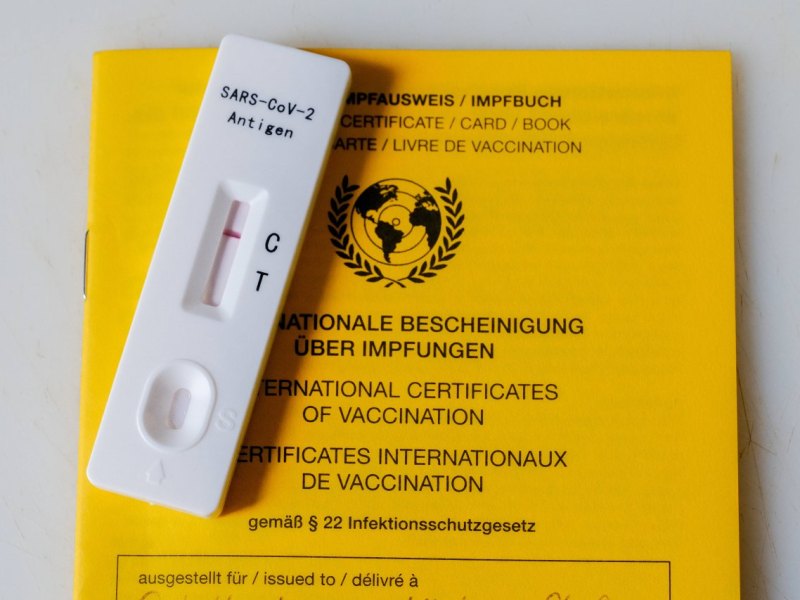 SARS-CoV-2
Antigen
C
T
S
MPFAUSWEIS / IMPFBUCH
CERTIFICATE / CARD / BOOK
ARTE / LIVRE DE VACCINATION
NATIONALE BESCHEINIGUNG
ÜBER IMPFUNGEN
TERNATIONAL CERTIFICATES
OF VACCINATION
ERTIFICATES INTERNATIONAUX
DE VACCINATION
gemäß § 22 Infektionsschutzgesetz
ausgestellt für / issued to / délivré à